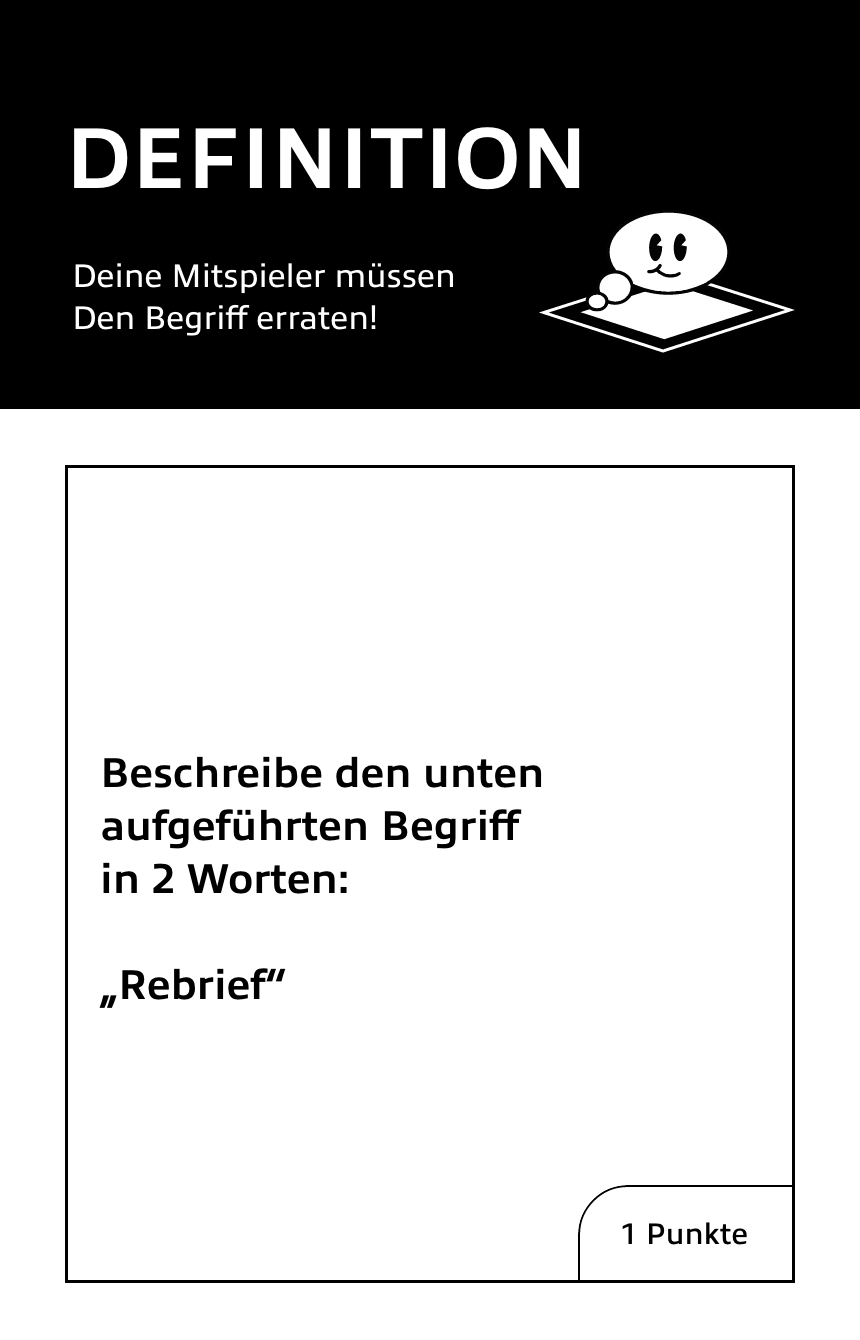 DEFINITION
Deine Mitspieler müssen
Den Begriff erraten!
Beschreibe den unten
aufgeführten Begriff
in 2 Worten:
„Rebrief“
1 Punkte